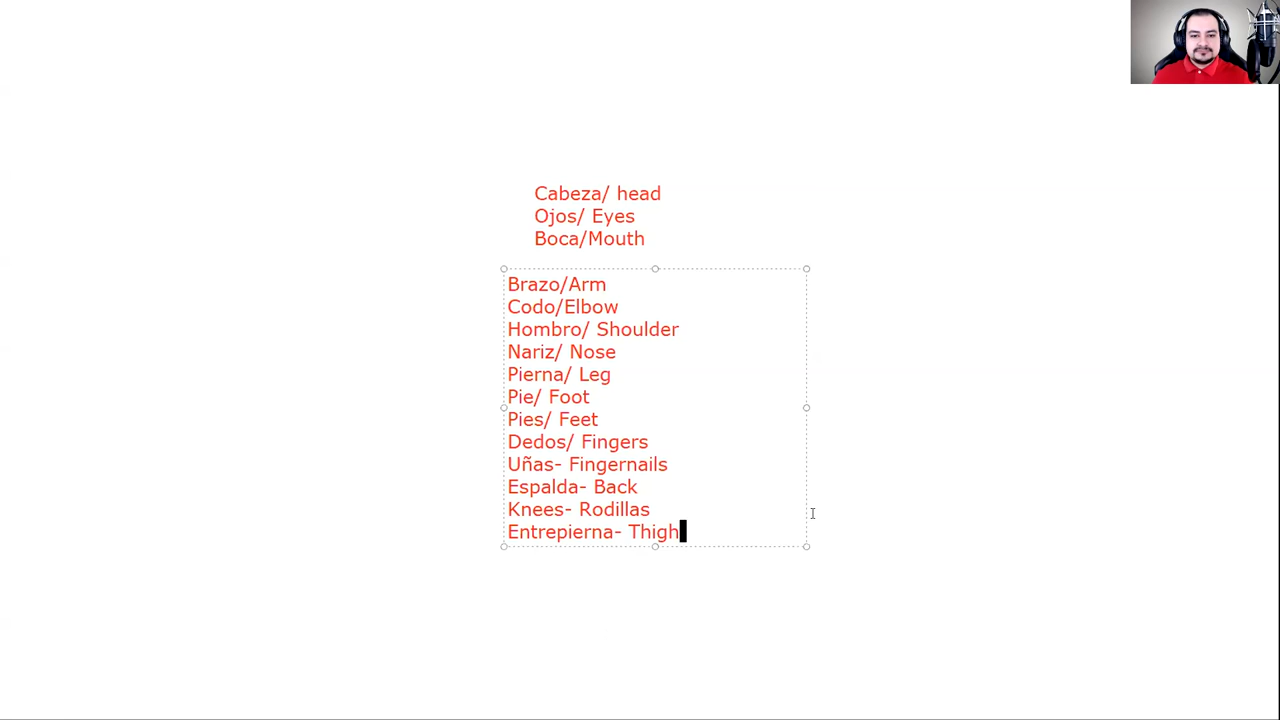 Cabeza/ head
Ojos/ Eyes
Boca/Mouth
Brazo/Arm
Codo/Elbow
Hombro/ Shoulder
Nariz/ Nose
Pierna/ Leg
Pie/ Foot
Pies/ Feet
Dedos/ Fingers
Uñas- Fingernails
Espalda- Back
Knees- Rodillas
Entrepierna- Thigh